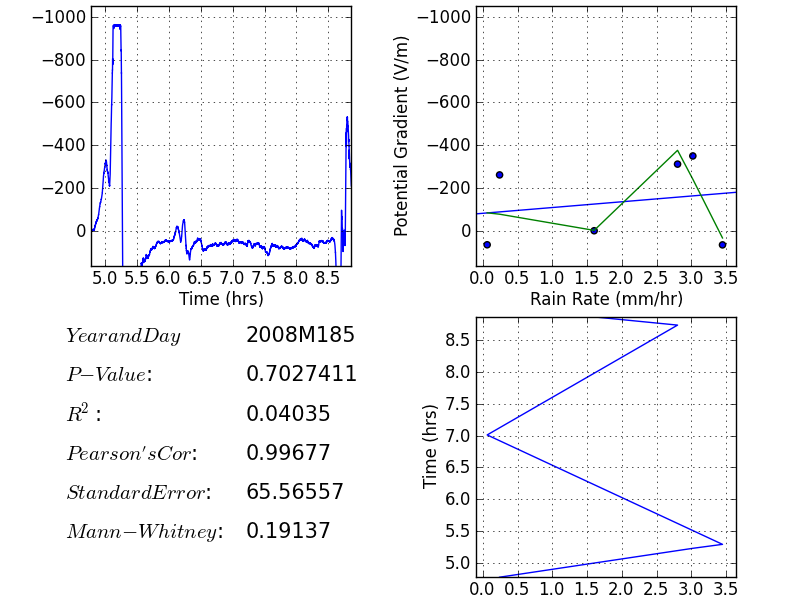 −1000
−800
−600
−400
−200
0
5.0 5.5 6.0 6.5 7.0 7.5 8.0 8.5
Time (hrs)
Potential Gradient (V/m)
−1000
−800
−600
−400
−200
0
0.0 0.5 1.0 1.5 2.0 2.5 3.0 3.5
Rain Rate (mm/hr)
YearandDay 2008M185
P−Value: 0.7027411
R²: 0.04035
Pearson'sCor: 0.99677
StandardError: 65.56557
Mann−Whitney: 0.19137
Time (hrs)
8.5
8.0
7.5
7.0
6.5
6.0
5.5
5.0
0.0 0.5 1.0 1.5 2.0 2.5 3.0 3.5